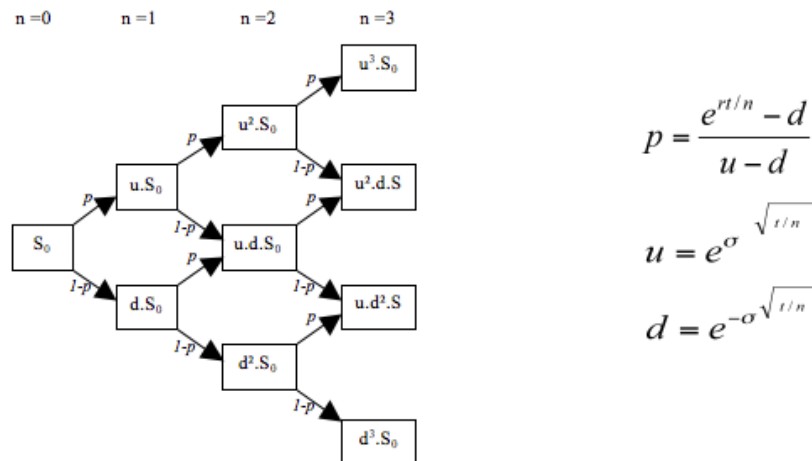 n =0 n =1 n =2 n =3
u³.S₀
p
u².S₀
p 1-p
u.S₀ u².d.S
p 1-p p
S₀ u.d.S₀
1-p p 1-p
d.S₀ u.d².S
1-p p
d².S₀
1-p
d³.S₀
p = (e^{rt/n} − d) / (u − d)
u = e^{σ √(t/n)}
d = e^{−σ √(t/n)}